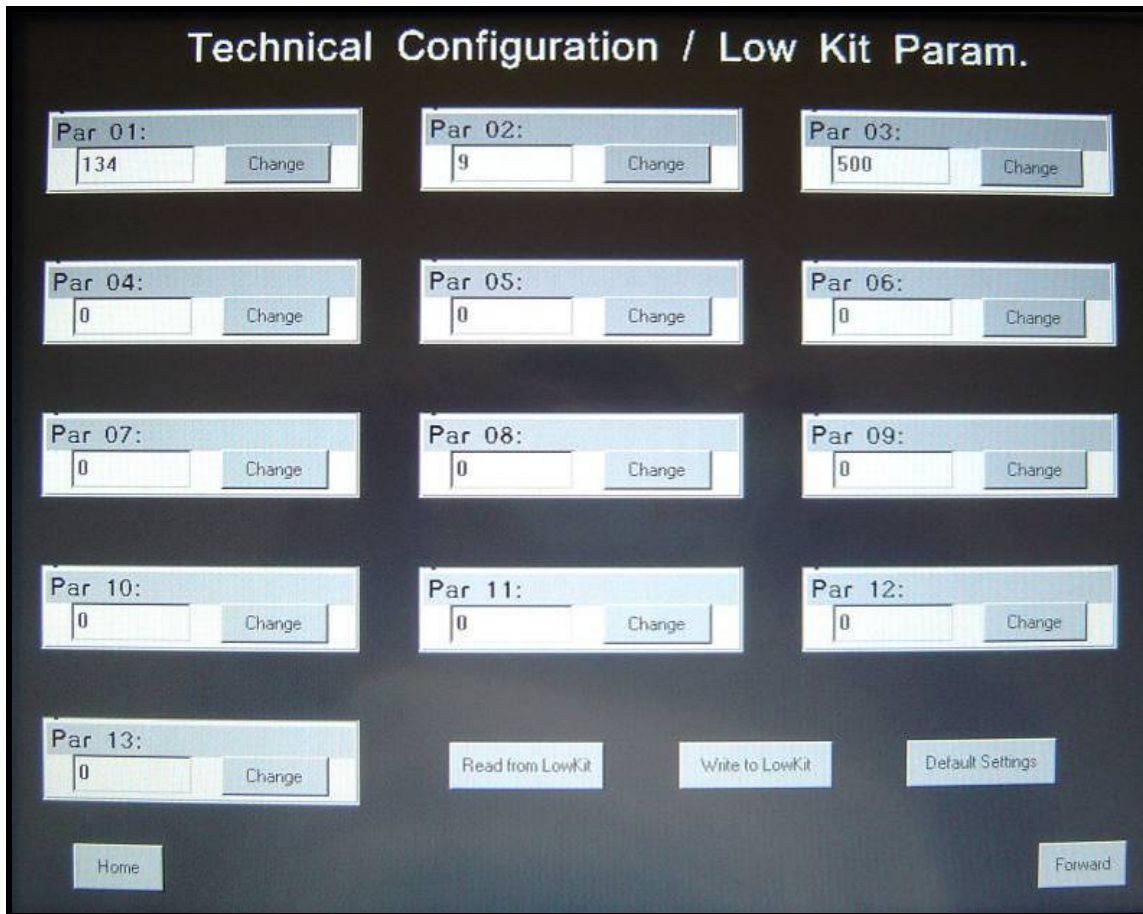 Technical Configuration / Low Kit Param.
Par 01:
134 Change
Par 02:
9 Change
Par 03:
500 Change
Par 04:
0 Change
Par 05:
0 Change
Par 06:
0 Change
Par 07:
0 Change
Par 08:
0 Change
Par 09:
0 Change
Par 10:
0 Change
Par 11:
0 Change
Par 12:
0 Change
Par 13:
0 Change
Read from LowKit
Write to LowKit
Default Settings
Home
Forward